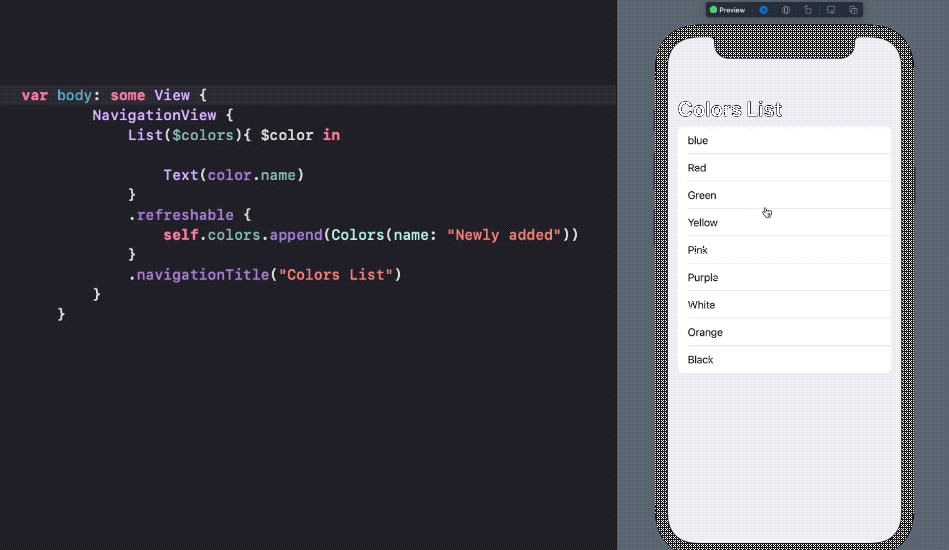 Preview
var body: some View {
NavigationView {
List($colors){ $color in
Text(color.name)
}
.refreshable {
self.colors.append(Colors(name: "Newly added"))
}
.navigationTitle("Colors List")
}
}
Colors List
blue
Red
Green
Yellow
Pink
Purple
White
Orange
Black